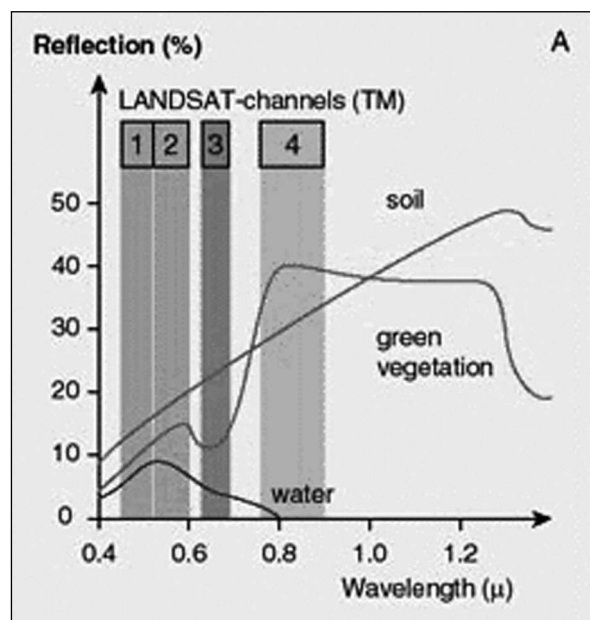 Reflection (%)
A
LANDSAT-channels (TM)
1 2 3 4
50
soil
40
30
green
vegetation
20
10
water
0
0.4 0.6 0.8 1.0 1.2
Wavelength (μ)